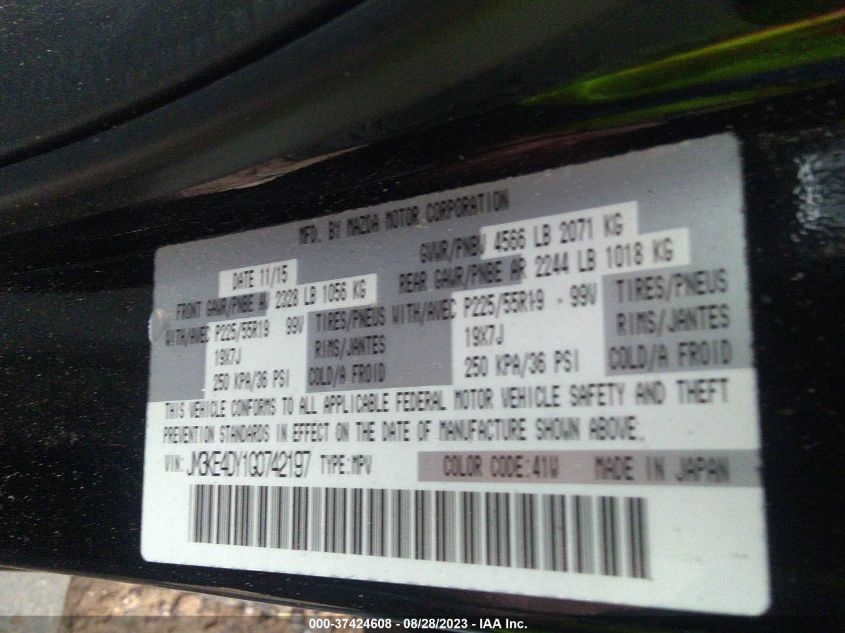 MFD. BY MAZDA MOTOR CORPORATION
DATE 11/15 GVWR/PNBV 4566 LB 2071 KG
FRONT GAWR/PNBE AV 2328 LB 1056 KG REAR GAWR/PNBE AR 2244 LB 1018 KG
WITH/AVEC P225/55R19 99V TIRES/PNEUS WITH/AVEC P225/55R19 99V TIRES/PNEUS
19X7J RIMS/JANTES 19X7J RIMS/JANTES
250 KPA/36 PSI COLD/A FROID 250 KPA/36 PSI COLD/A FROID
THIS VEHICLE CONFORMS TO ALL APPLICABLE FEDERAL MOTOR VEHICLE SAFETY AND THEFT
PREVENTION STANDARDS IN EFFECT ON THE DATE OF MANUFACTURE SHOWN ABOVE.
VIN: JM3KE4DY1G0742197 TYPE:MPV COLOR CODE:41W MADE IN JAPAN
000-37424608 - 08/28/2023 - IAA Inc.